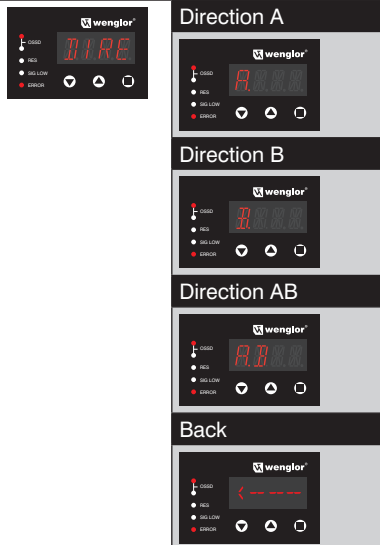 wenglor®
DIRE
OSSD
RES
SIG LOW
ERROR
Direction A
wenglor®
A.
OSSD
RES
SIG LOW
ERROR
Direction B
wenglor®
B.
OSSD
RES
SIG LOW
ERROR
Direction AB
wenglor®
A.B.
OSSD
RES
SIG LOW
ERROR
Back
wenglor®
<-----
OSSD
RES
SIG LOW
ERROR